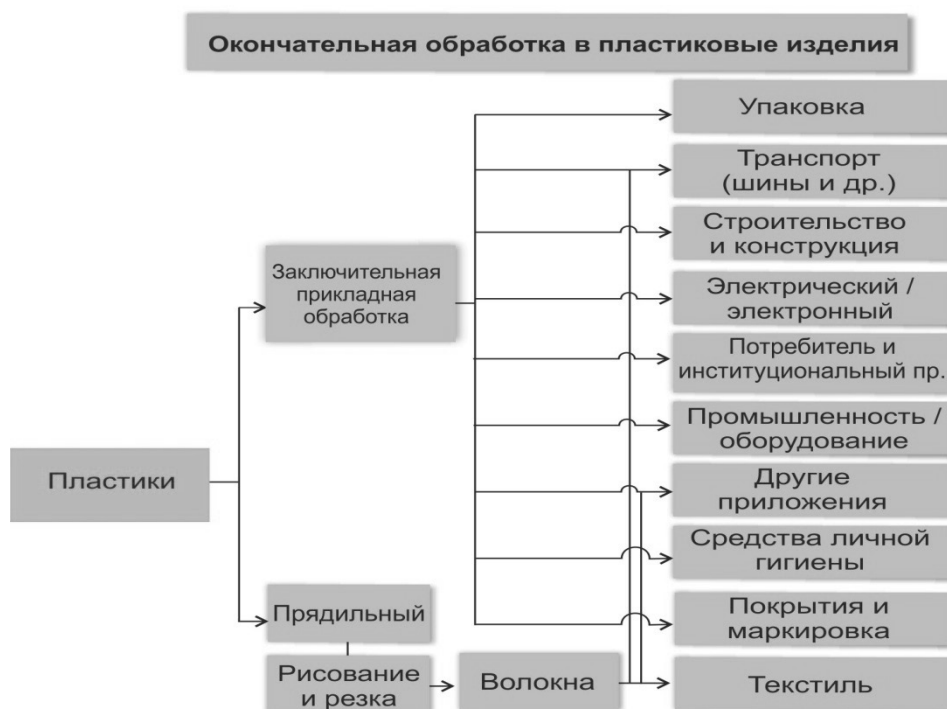 Окончательная обработка в пластиковые изделия
Упаковка
Транспорт
(шины и др.)
Строительство
и конструкция
Заключительная
прикладная
обработка
Электрический /
электронный
Потребитель и
институциональный пр.
Промышленность /
оборудование
Пластики
Другие
приложения
Средства личной
гигиены
Прядильный
Покрытия и
маркировка
Рисование
и резка
Волокна
Текстиль